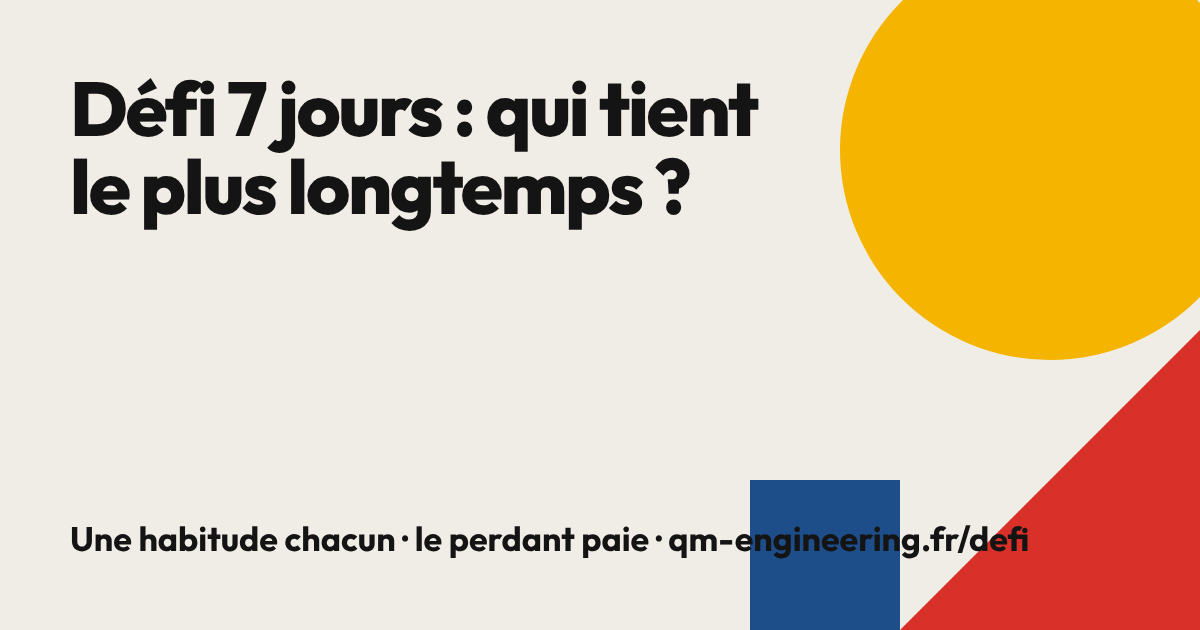 Défi 7 jours : qui tient
le plus longtemps ?
Une habitude chacun · le perdant paie · qm-engineering.fr/defi